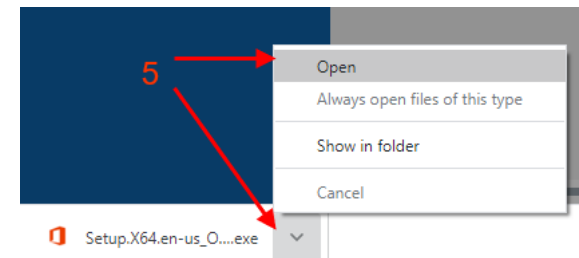 5
Open
Always open files of this type
Show in folder
Cancel
Setup.X64.en-us_O....exe